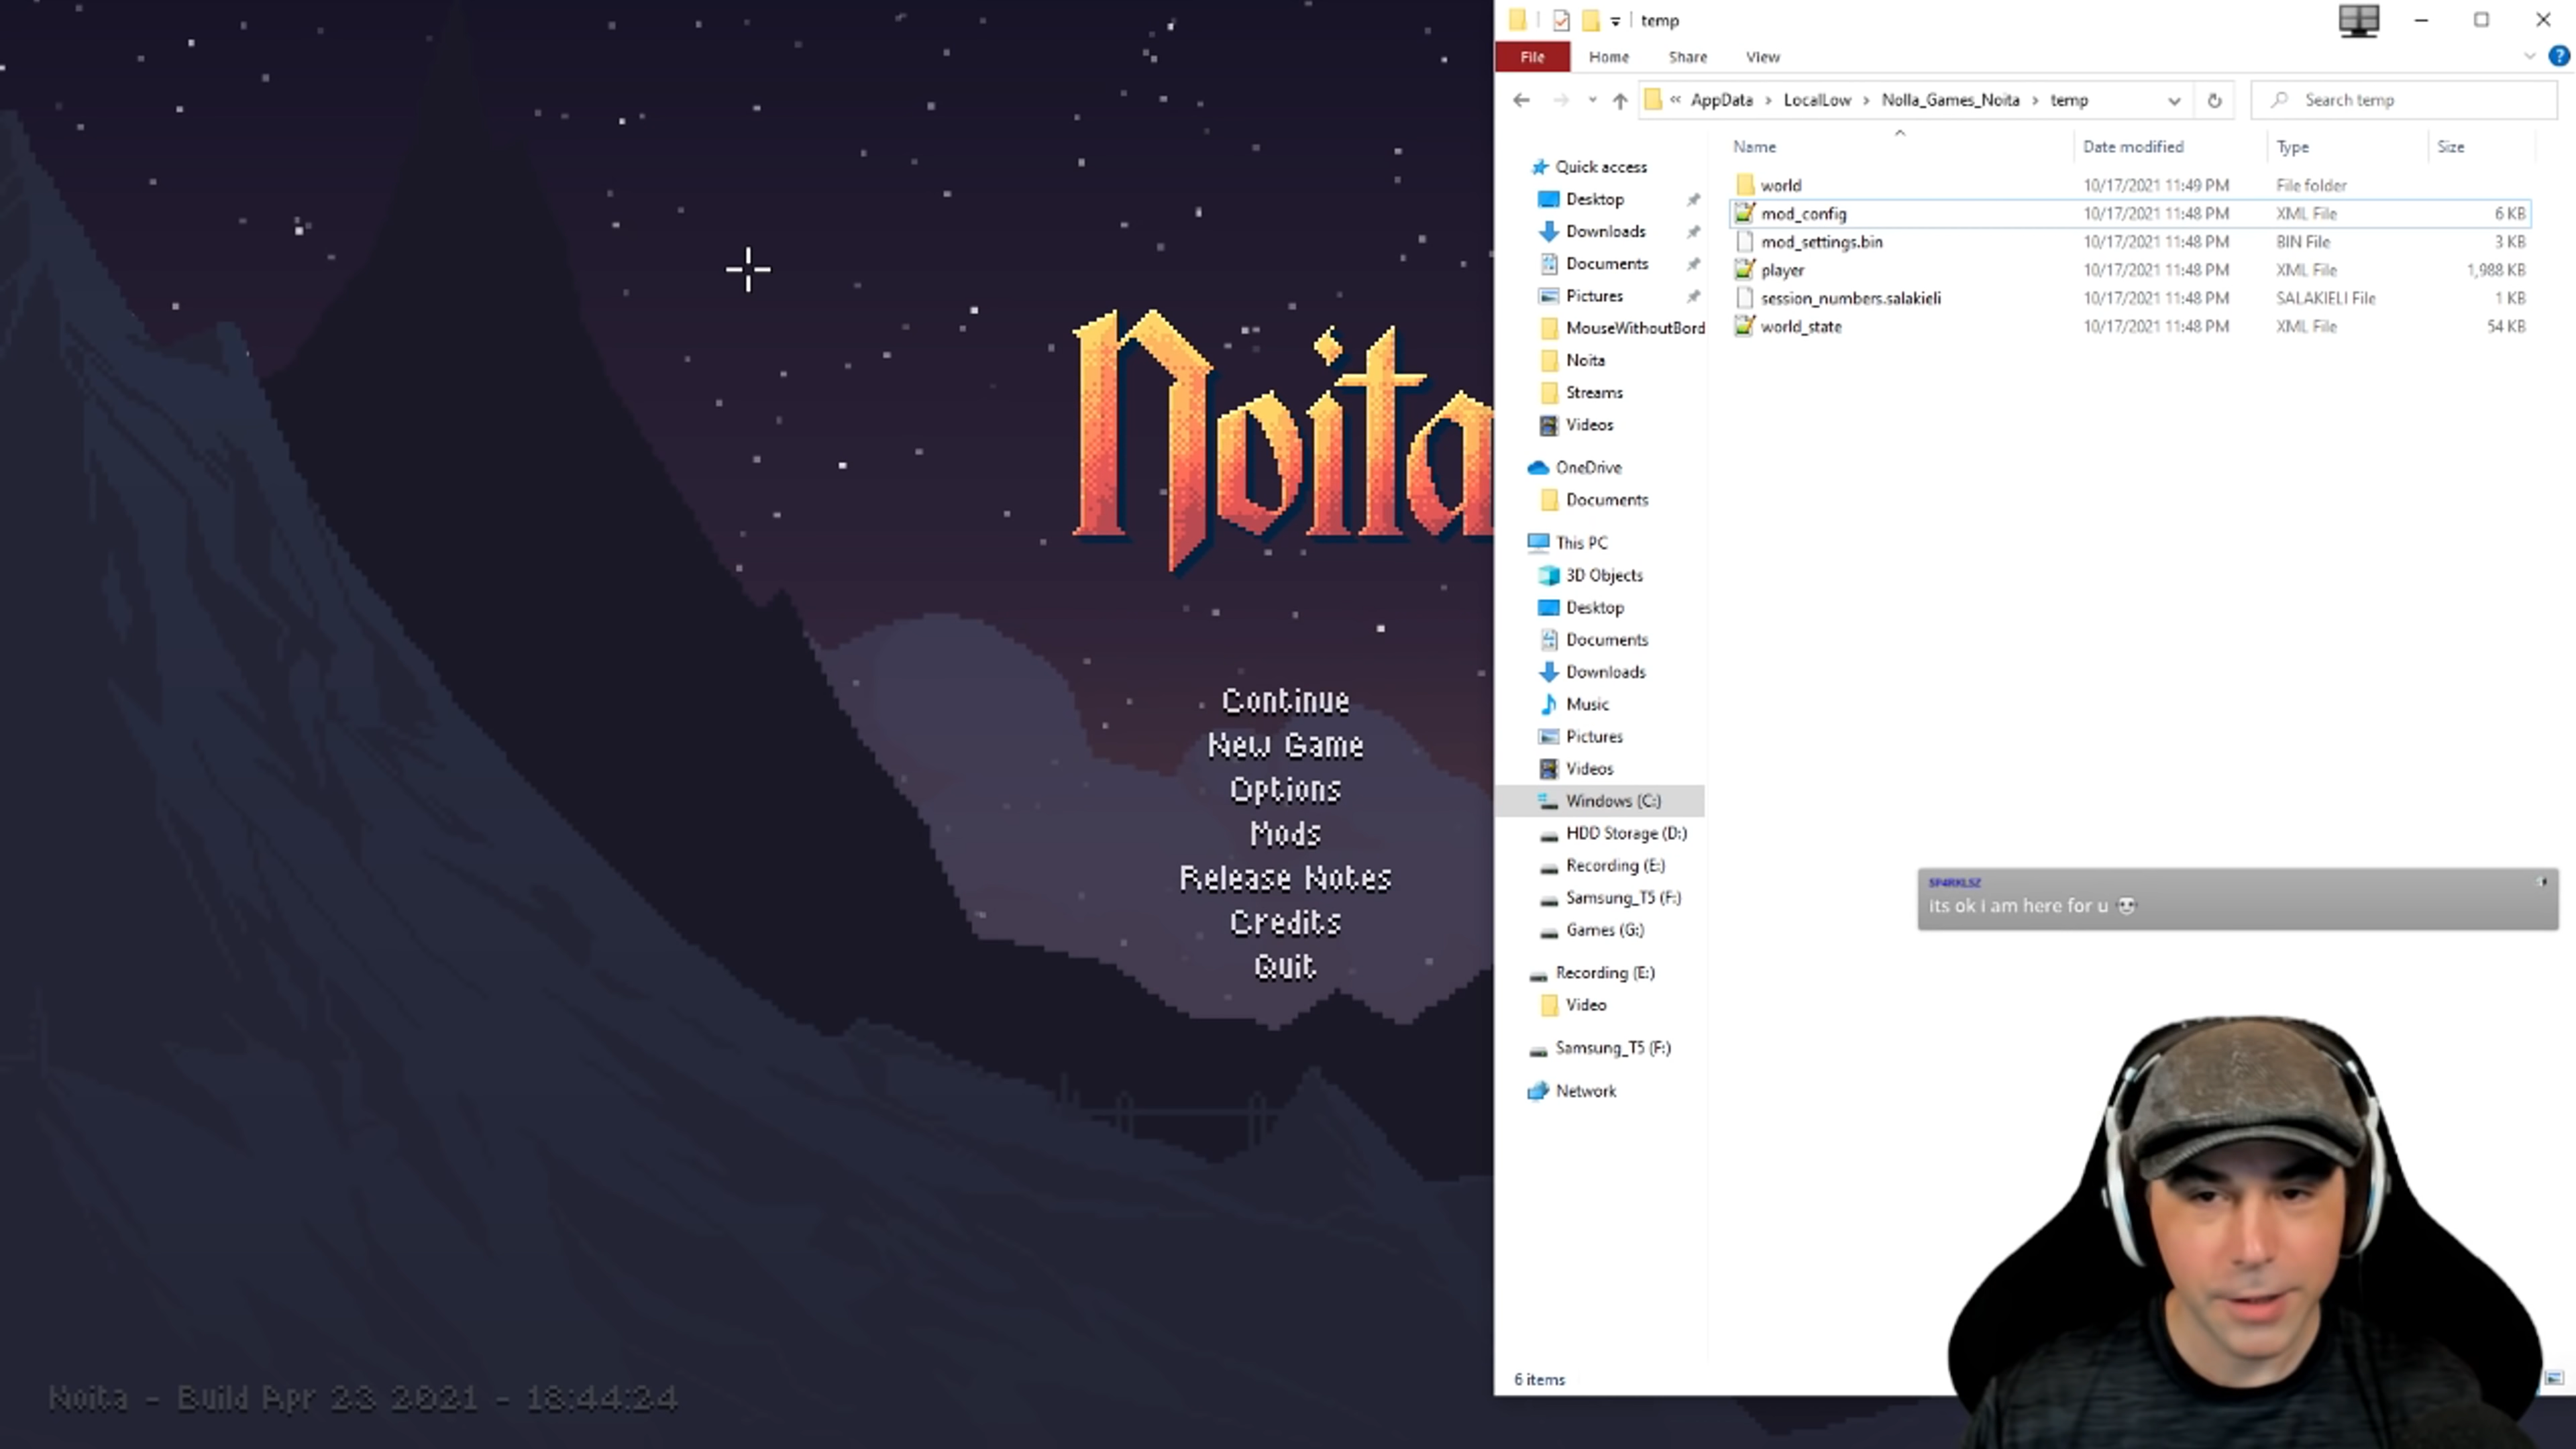 Noita
Continue
New Game
Options
Mods
Release Notes
Credits
Quit
Noita - Build Apr 23 2021 - 18:44:24
temp
File Home Share View
« AppData › LocalLow › Nolla_Games_Noita › temp
Search temp
Name Date modified Type Size
world 10/17/2021 11:49 PM File folder
mod_config 10/17/2021 11:48 PM XML File 6 KB
mod_settings.bin 10/17/2021 11:48 PM BIN File 3 KB
player 10/17/2021 11:48 PM XML File 1,988 KB
session_numbers.salakieli 10/17/2021 11:48 PM SALAKIELI File 1 KB
world_state 10/17/2021 11:48 PM XML File 54 KB
Quick access
Desktop
Downloads
Documents
Pictures
MouseWithoutBord
Noita
Streams
Videos
OneDrive
Documents
This PC
3D Objects
Desktop
Documents
Downloads
Music
Pictures
Videos
Windows (C:)
HDD Storage (D:)
Recording (E:)
Samsung_T5 (F:)
Games (G:)
Recording (E:)
Video
Samsung_T5 (F:)
Network
SP4RKLSZ
its ok i am here for u
6 items